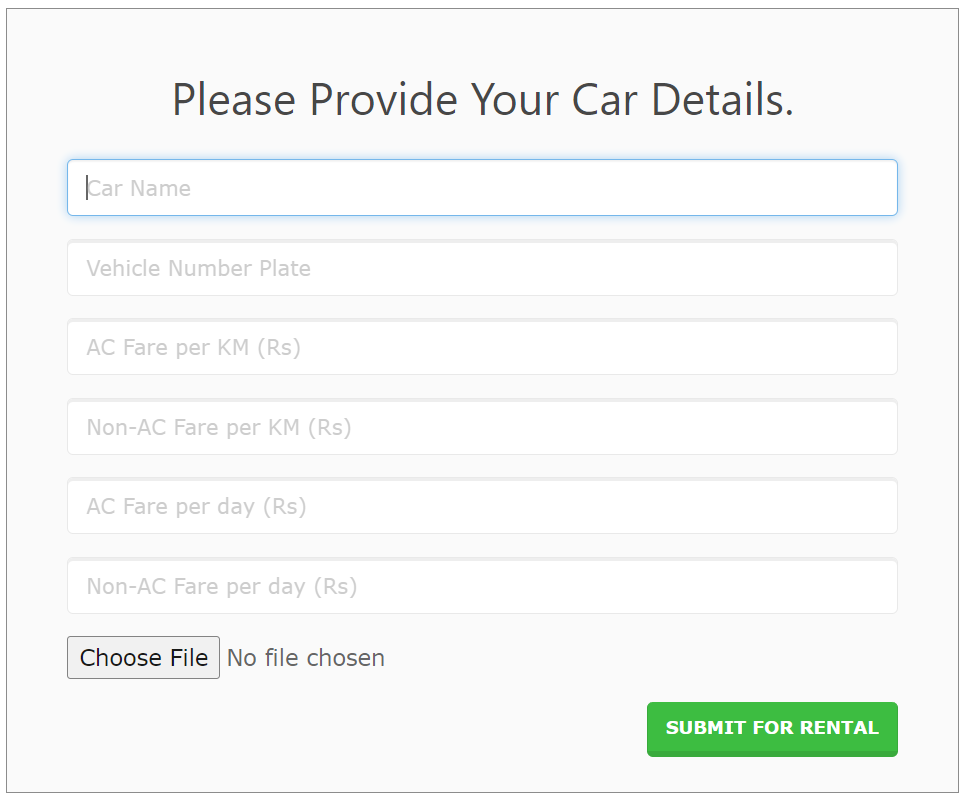 Please Provide Your Car Details.
Car Name
Vehicle Number Plate
AC Fare per KM (Rs)
Non-AC Fare per KM (Rs)
AC Fare per day (Rs)
Non-AC Fare per day (Rs)
Choose File No file chosen
SUBMIT FOR RENTAL